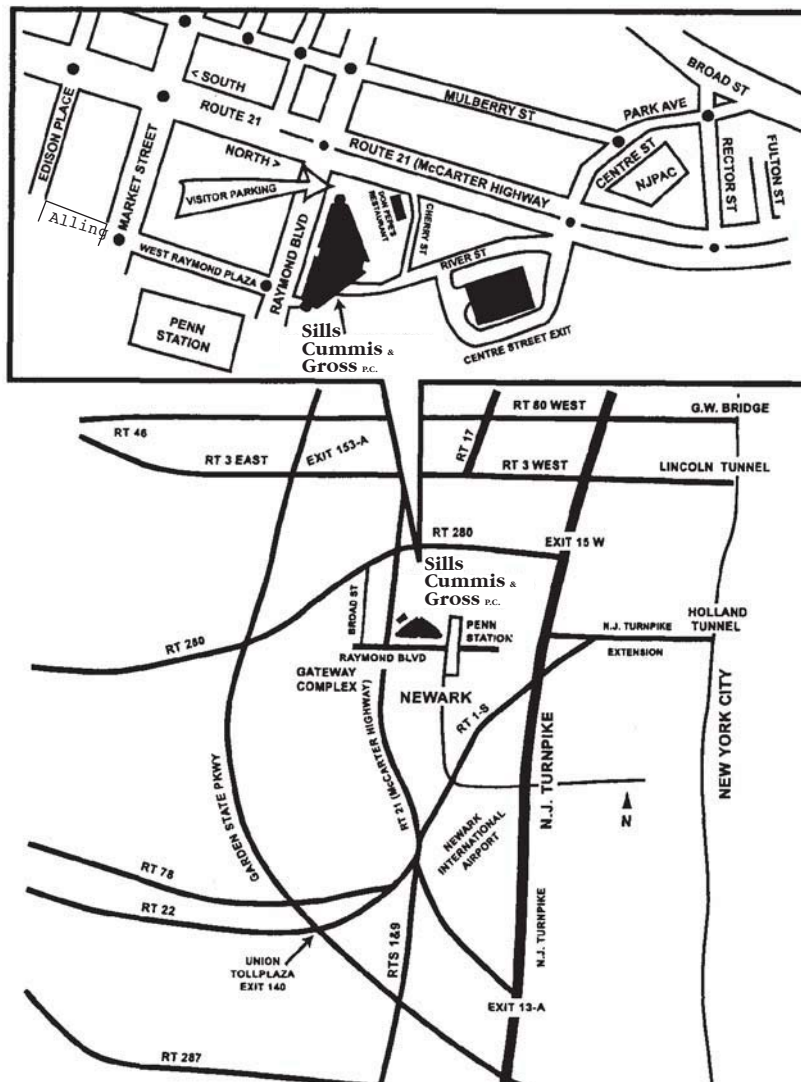 BROAD ST
MULBERRY ST
PARK AVE
< SOUTH
ROUTE 21
EDISON PLACE
MARKET STREET
NORTH >
ROUTE 21 (McCARTER HIGHWAY
CENTRE ST
NJPAC
RECTOR ST
FULTON ST
VISITOR PARKING
DON PEPE'S
RESTAURANT
CHERRY ST
Alling
WEST RAYMOND PLAZA
RAYMOND BLVD
RIVER ST
PENN
STATION
CENTRE STREET EXIT
Sills
Cummis &
Gross P.C.
RT 80 WEST
G.W. BRIDGE
RT 46
RT 17
EXIT 153-A
RT 3 EAST
RT 3 WEST
LINCOLN TUNNEL
RT 280
EXIT 15 W
Sills
Cummis &
Gross P.C.
BROAD ST
PENN
STATION
N.J. TURNPIKE
EXTENSION
HOLLAND
TUNNEL
RT 280
RAYMOND BLVD
GATEWAY
COMPLEX
NEWARK
RT 1-S
NEW YORK CITY
RT 21 (McCARTER HIGHWAY)
N.J. TURNPIKE
GARDEN STATE PKWY
N
NEWARK
INTERNATIONAL
AIRPORT
RT 78
RT 22
N.J. TURNPIKE
RTS 1&9
UNION
TOLLPLAZA
EXIT 140
EXIT 13-A
RT 287